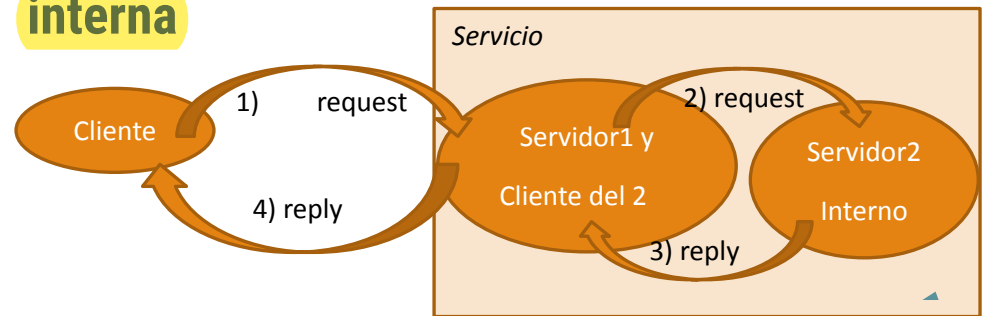 interna
Servicio
1) request
2) request
Cliente
Servidor1 y
Cliente del 2
Servidor2
Interno
4) reply
3) reply